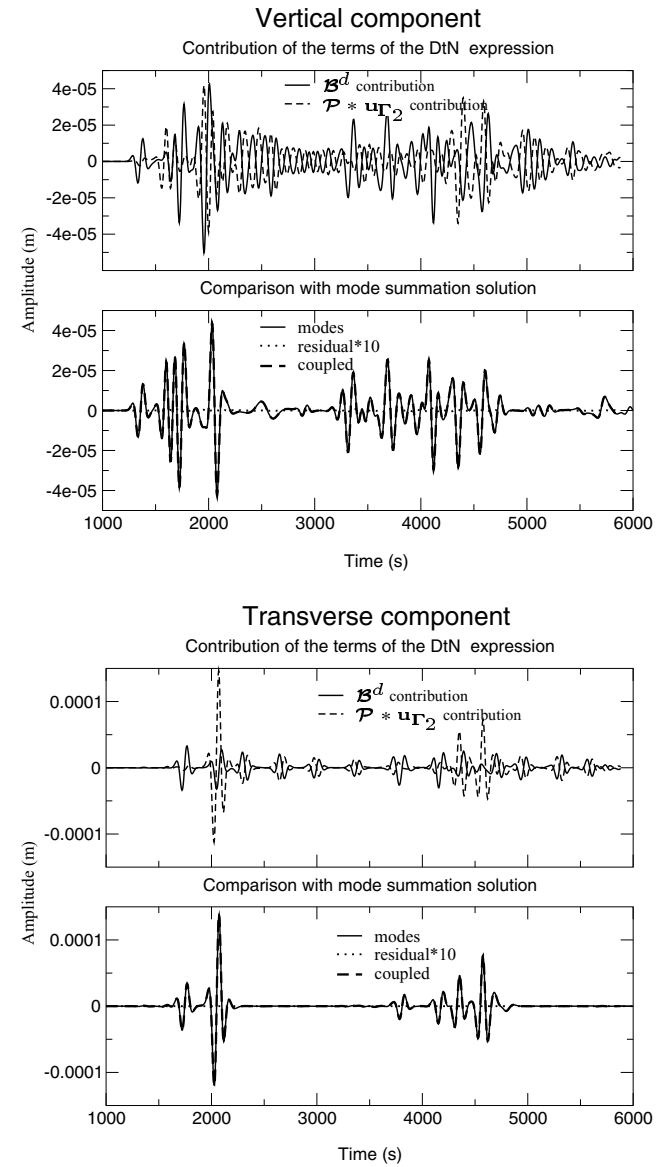 Vertical component
Contribution of the terms of the DtN expression
4e-05
2e-05
0
-2e-05
-4e-05
𝓑^d contribution
𝓟 * u_Γ₂ contribution
Amplitude (m)
Comparison with mode summation solution
4e-05
2e-05
0
-2e-05
-4e-05
modes
residual*10
coupled
1000 2000 3000 4000 5000 6000
Time (s)
Transverse component
Contribution of the terms of the DtN expression
0.0001
0
-0.0001
𝓑^d contribution
𝓟 * u_Γ₂ contribution
Amplitude (m)
Comparison with mode summation solution
0.0001
0
-0.0001
modes
residual*10
coupled
1000 2000 3000 4000 5000 6000
Time (s)